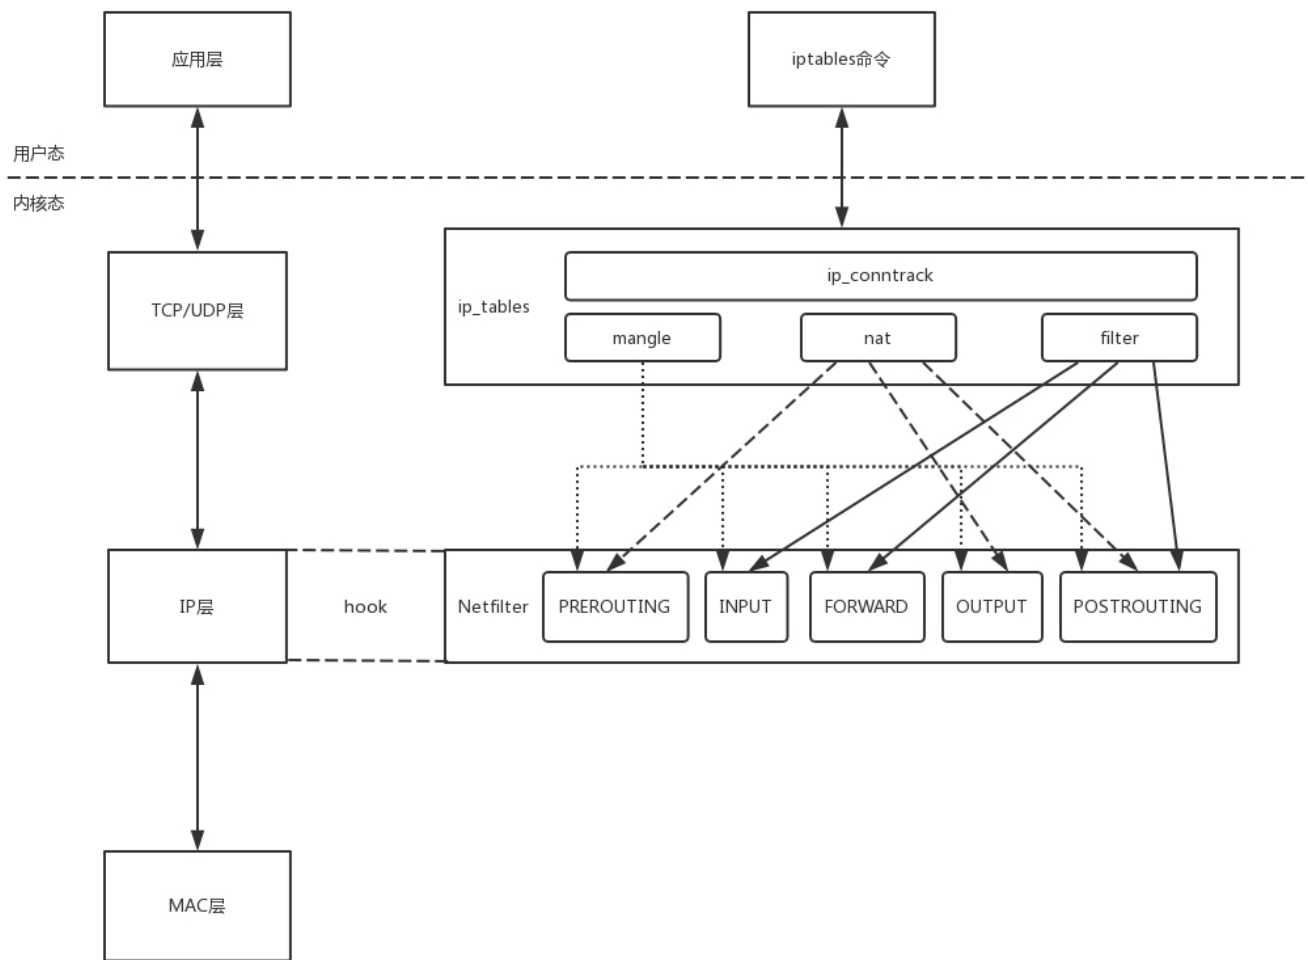 应用层
iptables命令
用户态
内核态
TCP/UDP层
ip_tables
ip_conntrack
mangle
nat
filter
IP层
hook
Netfilter
PREROUTING
INPUT
FORWARD
OUTPUT
POSTROUTING
MAC层